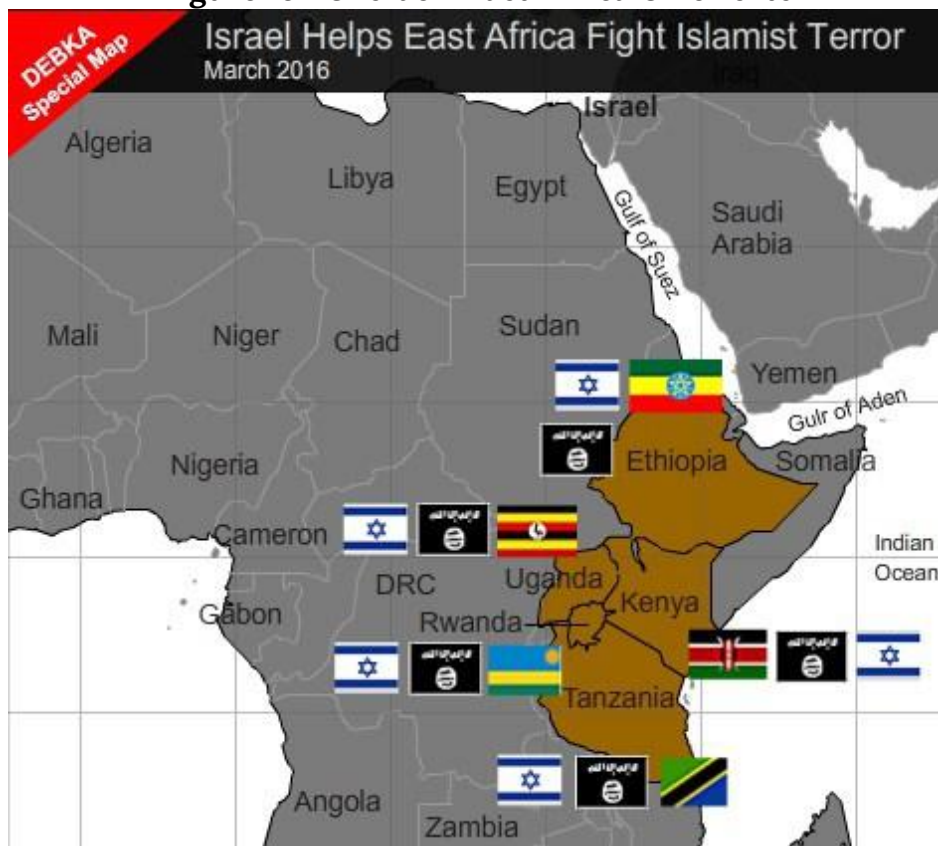 DEBKA
Special Map
Israel Helps East Africa Fight Islamist Terror
March 2016
Iraq
Israel
Algeria
Libya
Egypt
Gulf of Suez
Saudi
Arabia
Mali
Niger
Chad
Sudan
Yemen
Gulr of Aden
Nigeria
Ethiopia
Somalia
Ghana
Cameron
Indian
Ocean
DRC
Uganda
Gabon
Rwanda
Kenya
Tanzania
Angola
Zambia